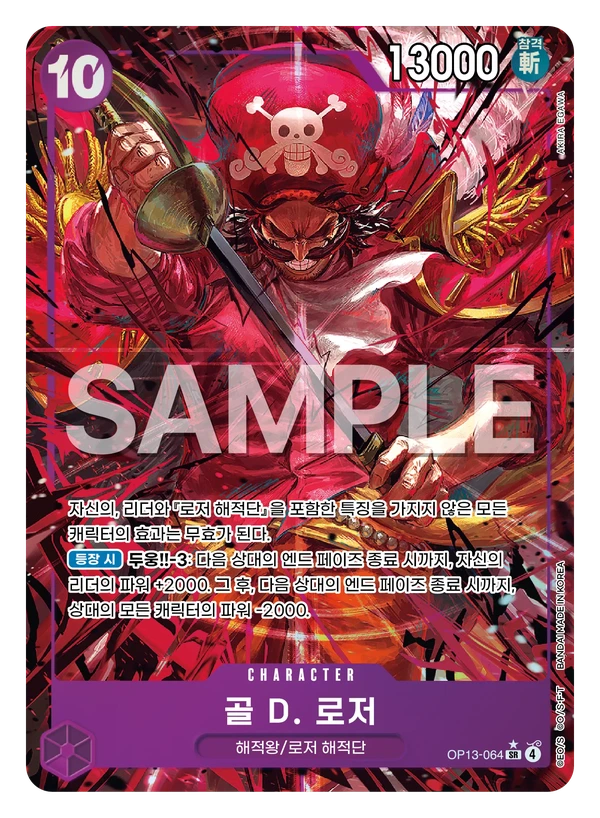 10
13000
참격
斬
AKIRA EGAWA
SAMPLE
자신의, 리더와 『로저 해적단』을 포함한 특징을 가지지 않은 모든
캐릭터의 효과는 무효가 된다.
등장 시 두웅!!-3: 다음 상대의 엔드 페이즈 종료 시까지, 자신의
리더의 파워 +2000. 그 후, 다음 상대의 엔드 페이즈 종료 시까지,
상대의 모든 캐릭터의 파워 -2000.
©EO/S ©O/S·F·T BANDAI MADE IN KOREA
CHARACTER
골 D. 로저
해적왕/로저 해적단
OP13-064 ★ SR 4